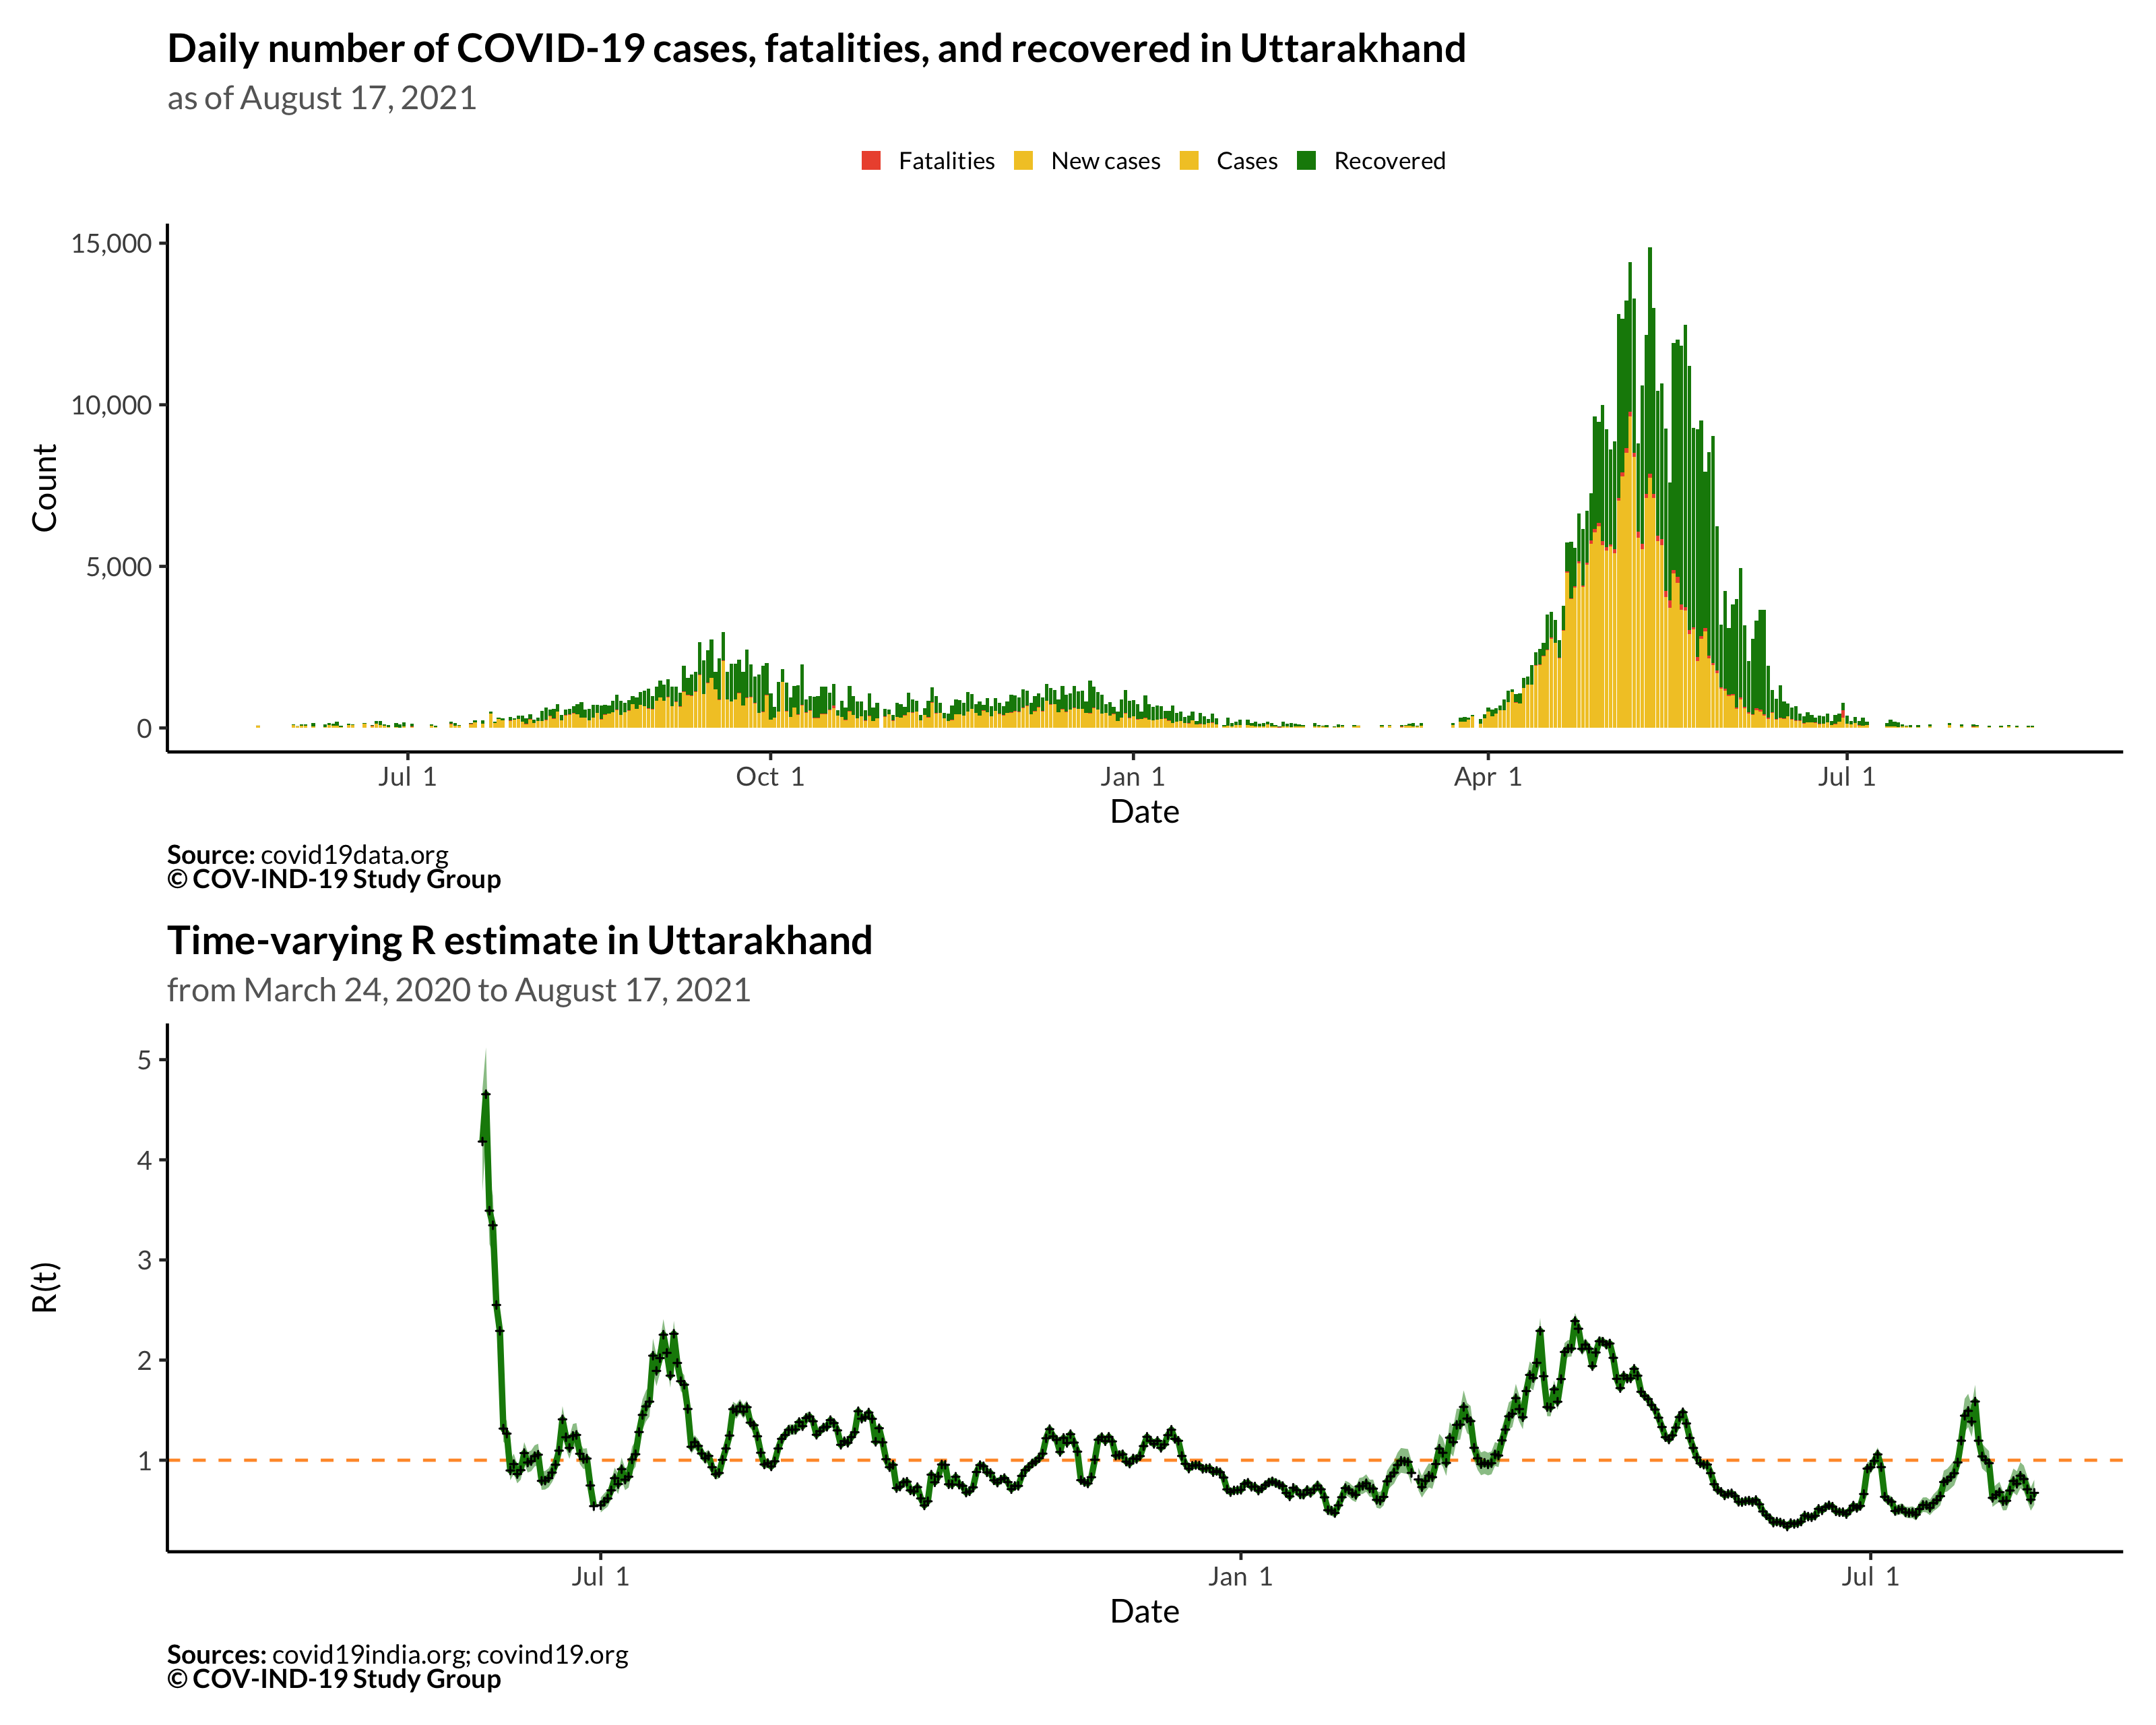 Daily number of COVID-19 cases, fatalities, and recovered in Uttarakhand
as of August 17, 2021
Fatalities New cases Cases Recovered
15,000
10,000
5,000
0
Count
Jul 1 Oct 1 Jan 1 Apr 1 Jul 1
Date
Source: covid19data.org
© COV-IND-19 Study Group
Time-varying R estimate in Uttarakhand
from March 24, 2020 to August 17, 2021
5
4
3
2
1
R(t)
Jul 1 Jan 1 Jul 1
Date
Sources: covid19india.org; covind19.org
© COV-IND-19 Study Group